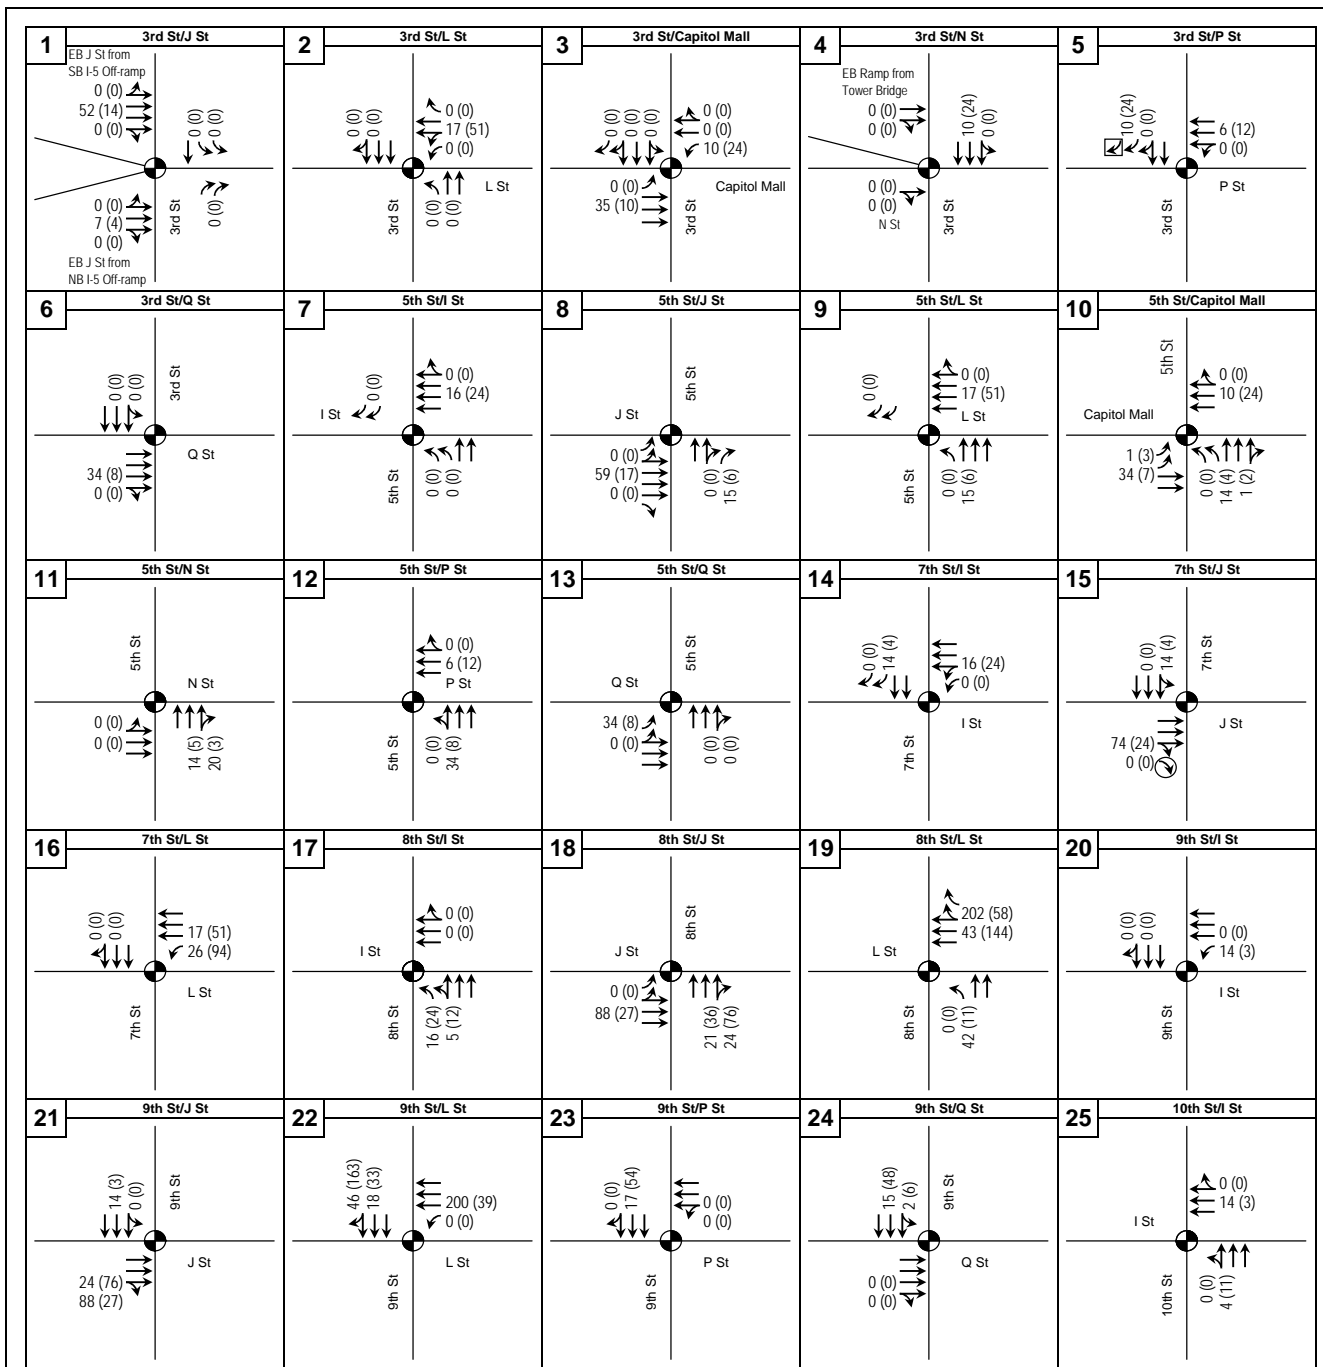 1
3rd St/J St
EB J St from
SB I-5 Off-ramp
0 (0)
52 (14)
0 (0)
0 (0)
0 (0)
0 (0)
7 (4)
0 (0)
0 (0)
3rd St
EB J St from
NB I-5 Off-ramp
2
3rd St/L St
0 (0)
0 (0)
0 (0)
17 (51)
0 (0)
L St
3rd St
0 (0)
0 (0)
3
3rd St/Capitol Mall
0 (0)
0 (0)
0 (0)
0 (0)
0 (0)
10 (24)
0 (0)
35 (10)
Capitol Mall
3rd St
4
3rd St/N St
EB Ramp from
Tower Bridge
0 (0)
0 (0)
10 (24)
0 (0)
0 (0)
0 (0)
N St
3rd St
5
3rd St/P St
10 (24)
0 (0)
6 (12)
0 (0)
P St
3rd St
6
3rd St/Q St
0 (0)
0 (0)
3rd St
Q St
34 (8)
0 (0)
7
5th St/I St
0 (0)
0 (0)
16 (24)
I St
5th St
0 (0)
0 (0)
8
5th St/J St
5th St
J St
0 (0)
59 (17)
0 (0)
0 (0)
15 (6)
9
5th St/L St
0 (0)
0 (0)
17 (51)
L St
5th St
0 (0)
15 (6)
10
5th St/Capitol Mall
5th St
0 (0)
10 (24)
Capitol Mall
1 (3)
34 (7)
0 (0)
14 (4)
1 (2)
11
5th St/N St
5th St
N St
0 (0)
0 (0)
14 (5)
20 (3)
12
5th St/P St
0 (0)
6 (12)
P St
5th St
0 (0)
34 (8)
13
5th St/Q St
5th St
Q St
34 (8)
0 (0)
0 (0)
0 (0)
14
7th St/I St
0 (0)
14 (4)
16 (24)
0 (0)
I St
7th St
15
7th St/J St
0 (0)
14 (4)
7th St
J St
74 (24)
0 (0)
16
7th St/L St
0 (0)
0 (0)
17 (51)
26 (94)
L St
7th St
17
8th St/I St
0 (0)
0 (0)
I St
8th St
16 (24)
5 (12)
18
8th St/J St
8th St
J St
0 (0)
88 (27)
21 (36)
24 (76)
19
8th St/L St
202 (58)
43 (144)
L St
8th St
0 (0)
42 (11)
20
9th St/I St
0 (0)
0 (0)
0 (0)
14 (3)
I St
9th St
21
9th St/J St
14 (3)
0 (0)
9th St
J St
24 (76)
88 (27)
22
9th St/L St
46 (163)
18 (33)
200 (39)
0 (0)
L St
9th St
23
9th St/P St
0 (0)
17 (54)
0 (0)
0 (0)
P St
9th St
24
9th St/Q St
15 (48)
2 (6)
9th St
Q St
0 (0)
0 (0)
25
10th St/I St
0 (0)
14 (3)
I St
10th St
0 (0)
4 (11)